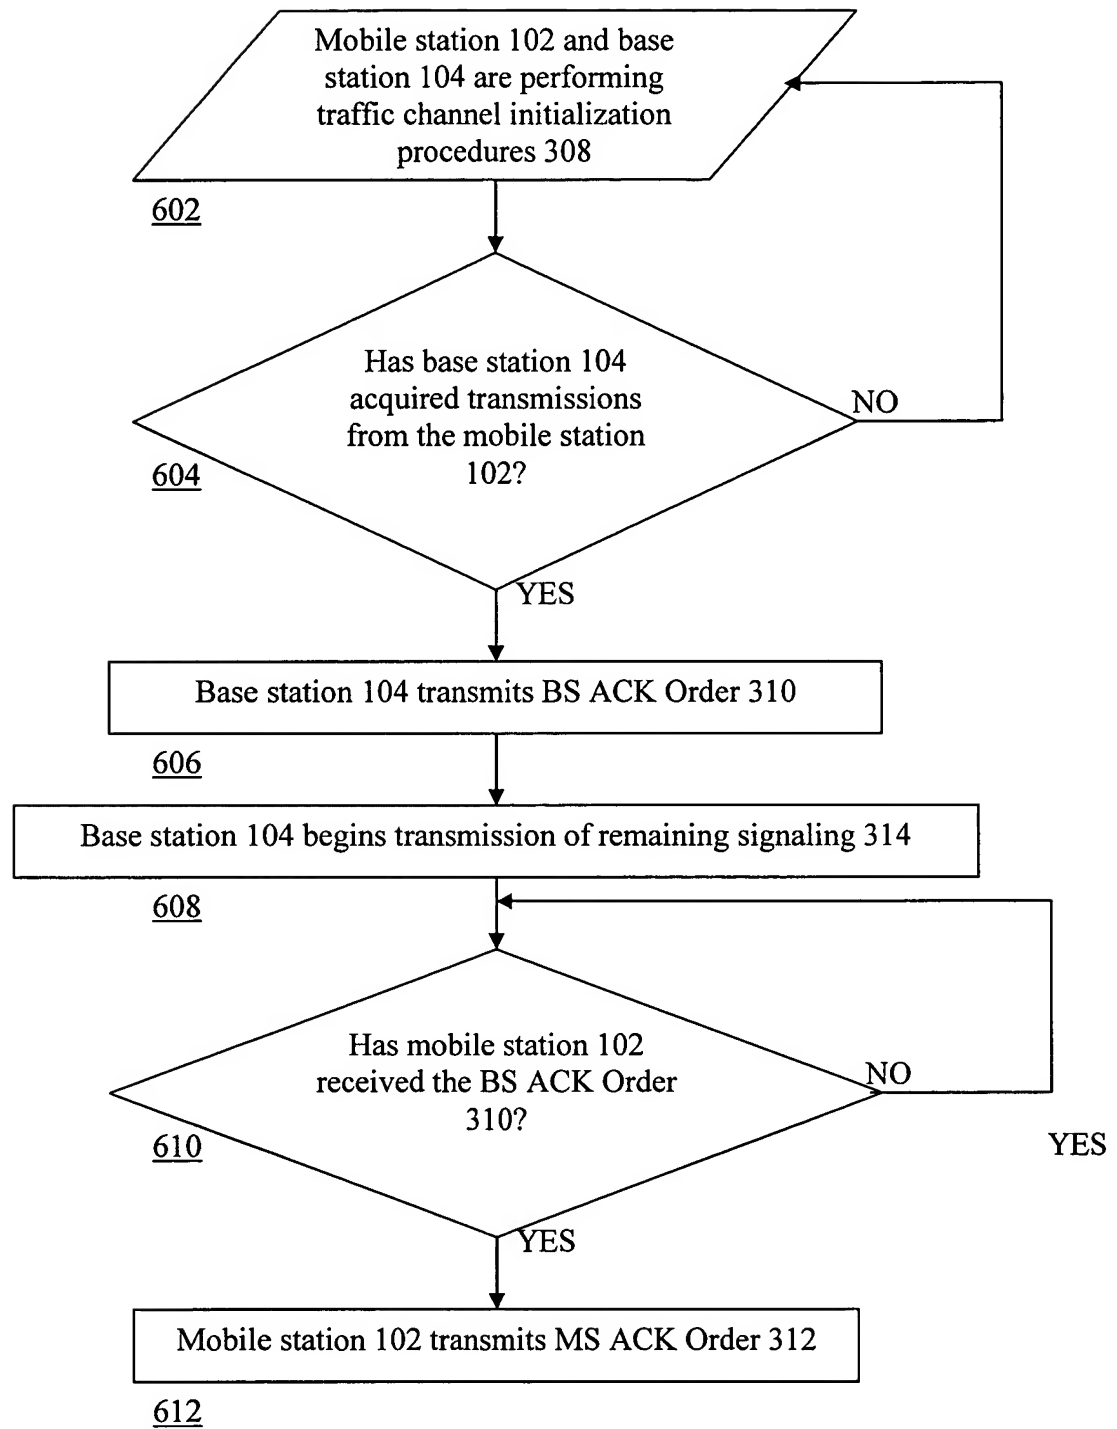 Mobile station 102 and base
station 104 are performing
traffic channel initialization
procedures 308
602
Has base station 104
acquired transmissions
from the mobile station
102?
NO
604
YES
Base station 104 transmits BS ACK Order 310
606
Base station 104 begins transmission of remaining signaling 314
608
Has mobile station 102
received the BS ACK Order
310?
NO
610
YES
YES
Mobile station 102 transmits MS ACK Order 312
612